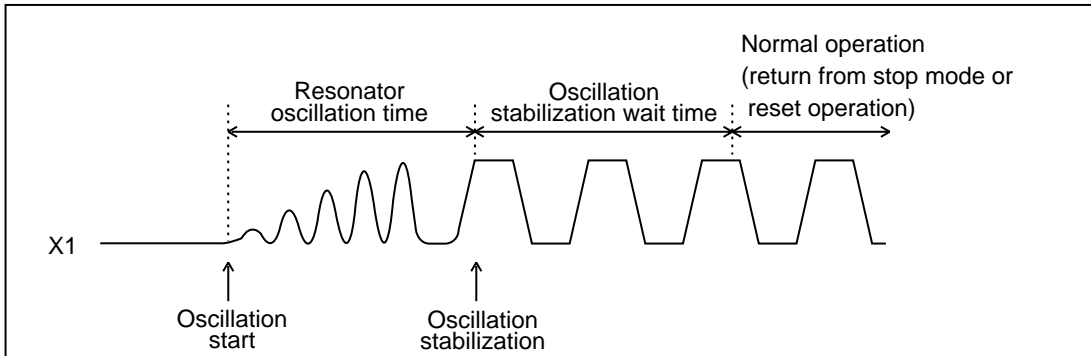 Normal operation
(return from stop mode or
reset operation)
Resonator
oscillation time
Oscillation
stabilization wait time
X1
Oscillation
start
Oscillation
stabilization